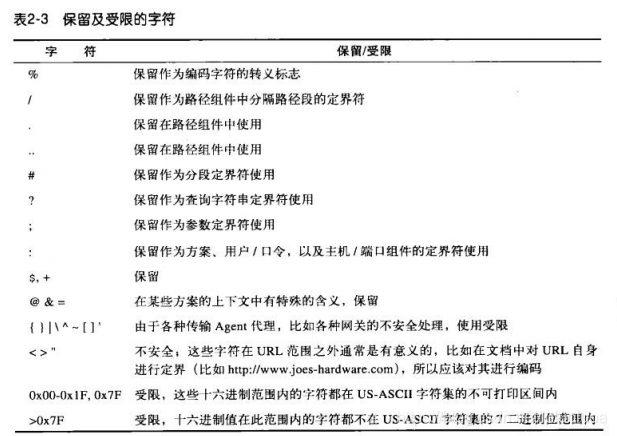 表2-3 保留及受限的字符
字 符 保留/受限
% 保留作为编码字符的转义标志
/ 保留作为路径组件中分隔路径段的定界符
. 保留在路径组件中使用
.. 保留在路径组件中使用
# 保留作为分段定界符使用
? 保留作为查询字符串定界符使用
; 保留作为参数定界符使用
: 保留作为方案、用户/口令，以及主机/端口组件的定界符使用
$, + 保留
@ & = 在某些方案的上下文中有特殊的含义，保留
{ } | \ ^ ~ [ ] ' 由于各种传输 Agent 代理，比如各种网关的不安全处理，使用受限
< > " 不安全；这些字符在 URL 范围之外通常是有意义的，比如在文档中对 URL 自身
进行定界（比如 http://www.joes-hardware.com），所以应该对其进行编码
0x00-0x1F, 0x7F 受限，这些十六进制范围内的字符都在 US-ASCII 字符集的不可打印区间内
>0x7F 受限，十六进制值在此范围内的字符都不在 US-ASCII 字符集的 7 二进制位范围内